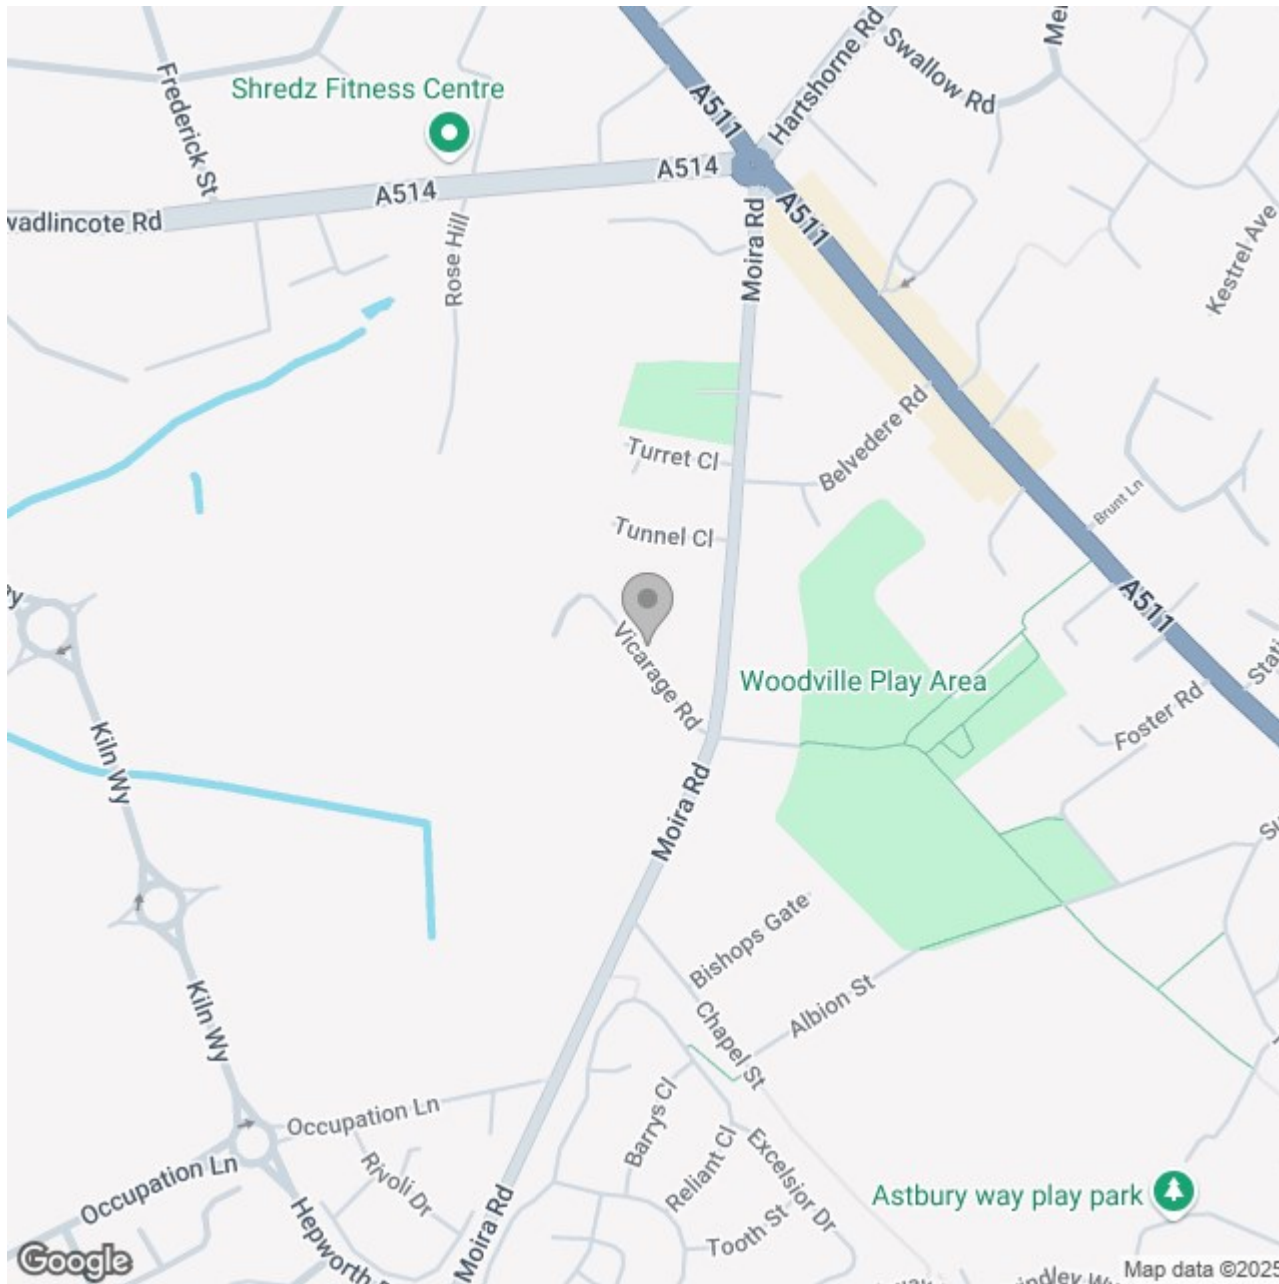 Hartshorne Rd
Swallow Rd
Frederick St
Shredz Fitness Centre
A511
A514
A514
wadlincote Rd
Rose Hill
Moira Rd
A511
Kestrel Ave
Belvedere Rd
Turret Cl
Brunt Ln
Tunnel Cl
A511
Vicarage Rd
Woodville Play Area
Foster Rd
Kiln Wy
Moira Rd
Bishops Gate
Albion St
Kiln Wy
Chapel St
Occupation Ln
Barrys Cl
Reliant Cl
Excelsior Dr
Rivoli Dr
Occupation Ln
Astbury way play park
Moira Rd
Tooth St
Hepworth
Google
Map data ©2025